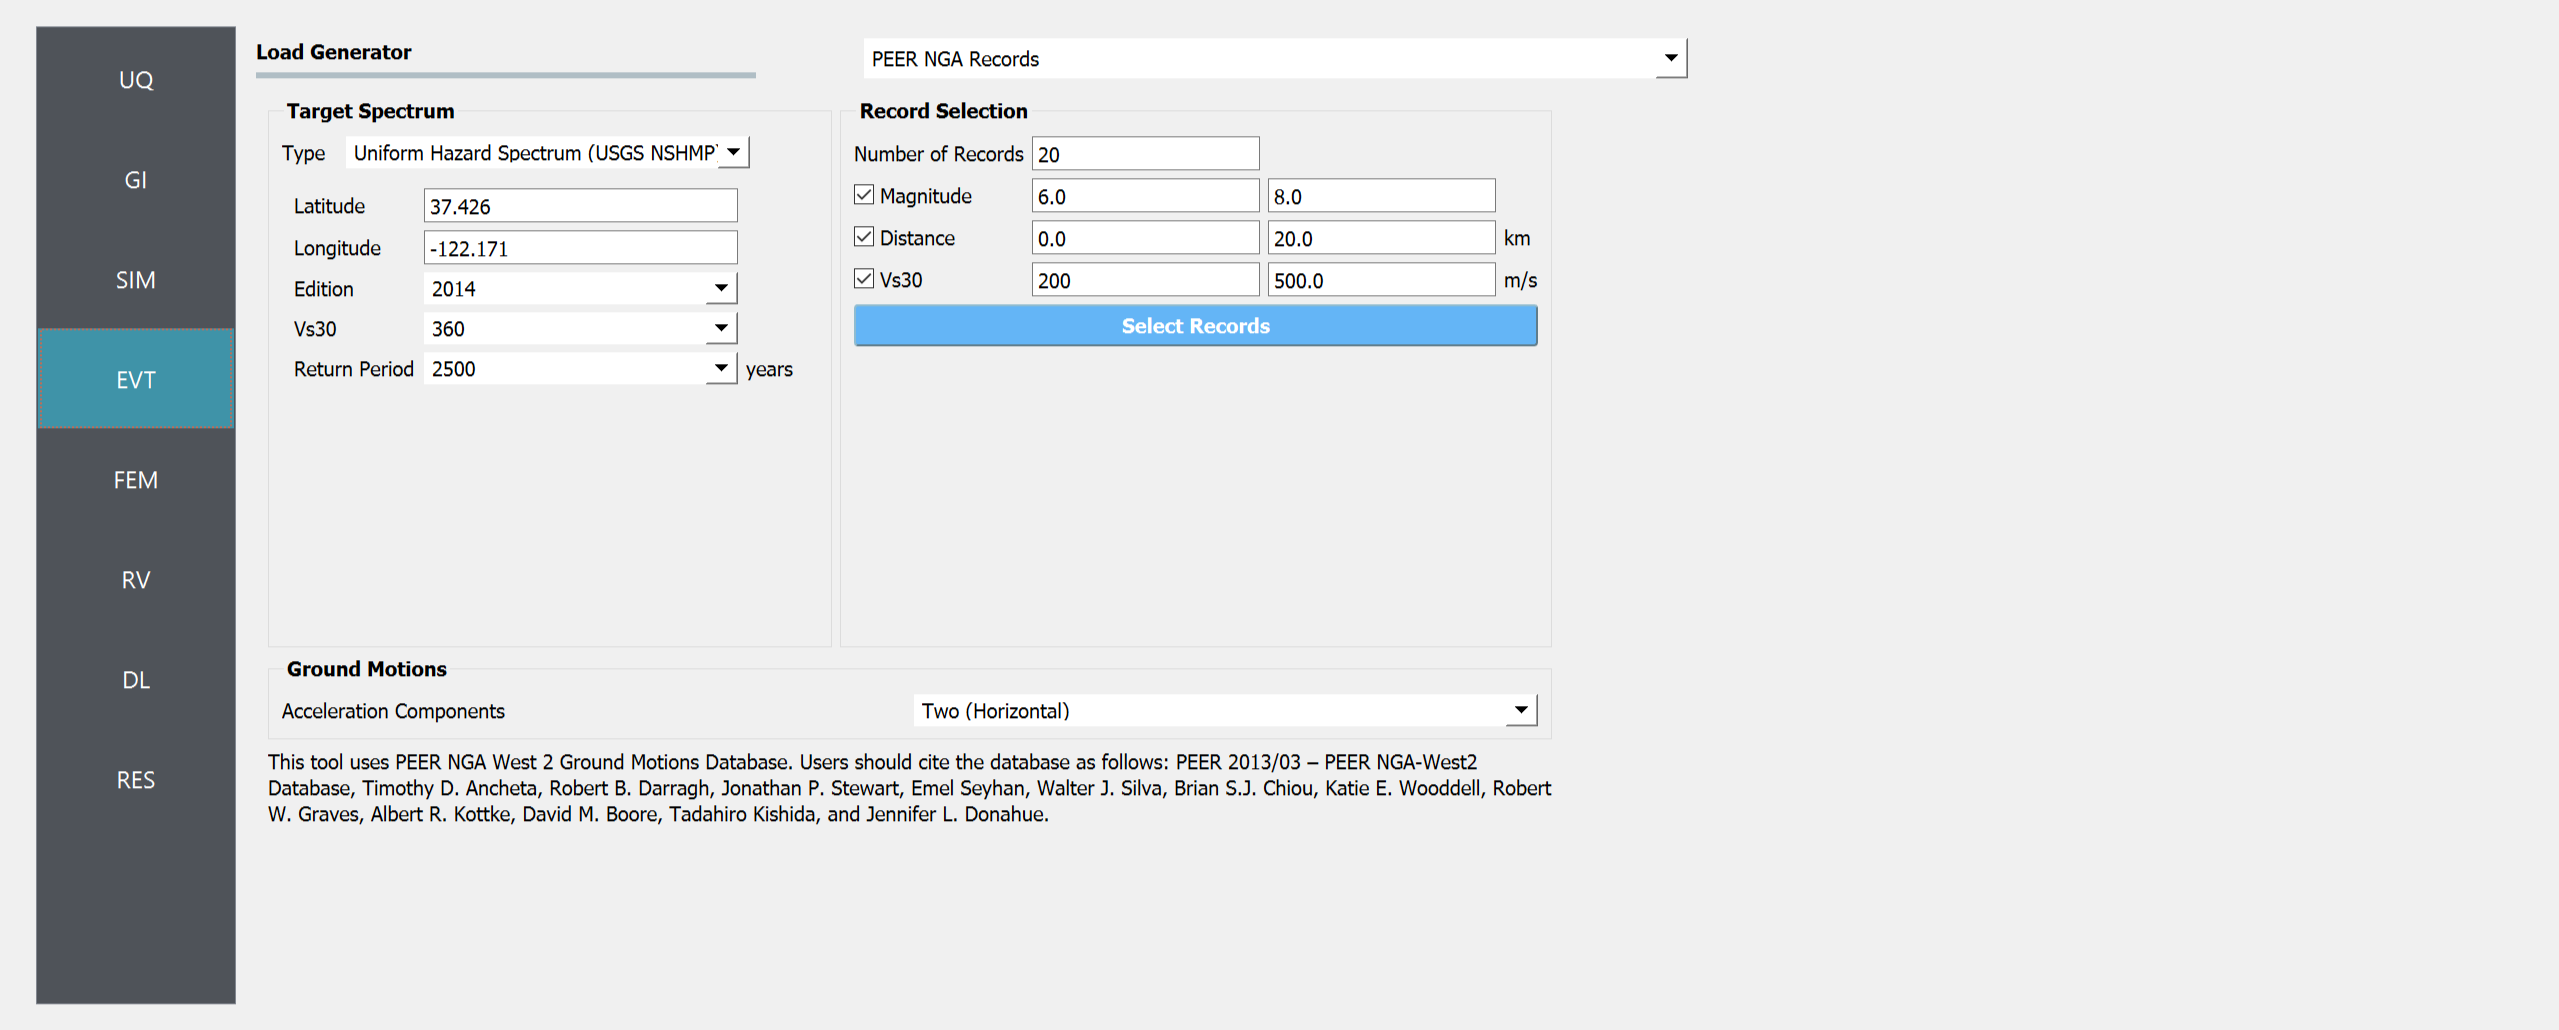 UQ
GI
SIM
EVT
FEM
RV
DL
RES
Load Generator
PEER NGA Records
Target Spectrum
Type Uniform Hazard Spectrum (USGS NSHMP)
Latitude 37.426
Longitude -122.171
Edition 2014
Vs30 360
Return Period 2500 years
Record Selection
Number of Records 20
Magnitude 6.0 8.0
Distance 0.0 20.0 km
Vs30 200 500.0 m/s
Select Records
Ground Motions
Acceleration Components Two (Horizontal)
This tool uses PEER NGA West 2 Ground Motions Database. Users should cite the database as follows: PEER 2013/03 – PEER NGA-West2
Database, Timothy D. Ancheta, Robert B. Darragh, Jonathan P. Stewart, Emel Seyhan, Walter J. Silva, Brian S.J. Chiou, Katie E. Wooddell, Robert
W. Graves, Albert R. Kottke, David M. Boore, Tadahiro Kishida, and Jennifer L. Donahue.